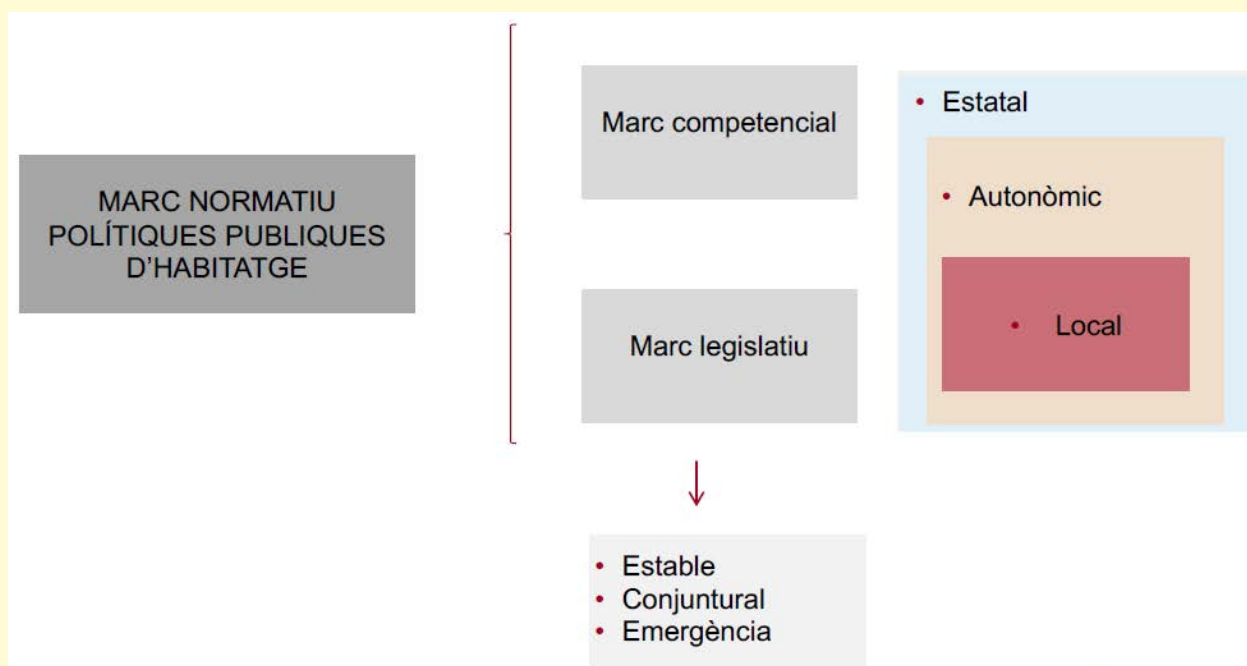 MARC NORMATIU
POLÍTIQUES PUBLIQUES
D'HABITATGE
Marc competencial
Marc legislatiu
• Estatal
• Autonòmic
• Local
• Estable
• Conjuntural
• Emergència